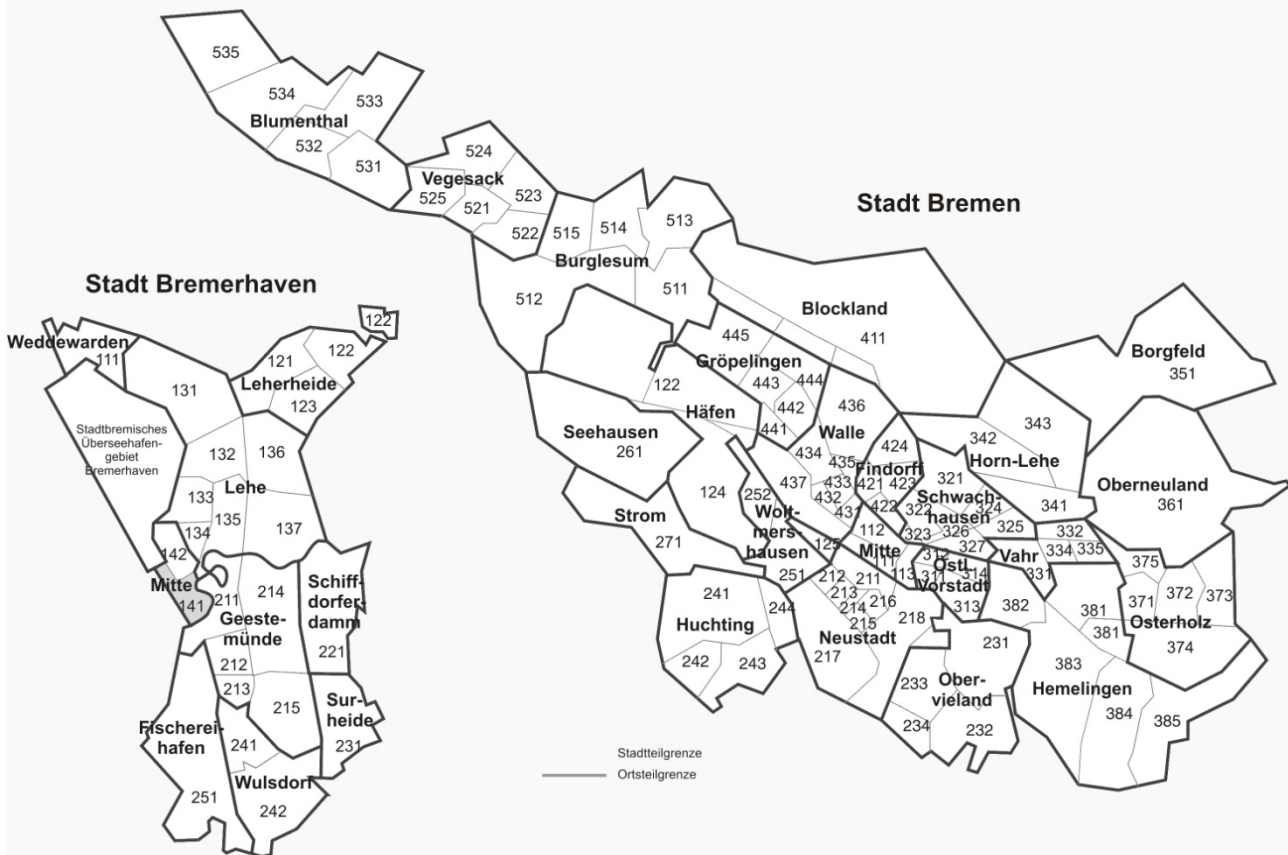 Stadt Bremen
Stadt Bremerhaven
535
534
533
Blumenthal
532
531
524
Vegesack
525
521
523
522
515
514
513
Burglesum
512
511
Blockland
411
445
Gröpelingen
443
444
442
441
122
Häfen
Seehausen
261
124
Strom
271
252
Wolt-
mers-
hausen
251
125
436
Walle
434
435
437
433
432
431
424
Findorff
421
423
422
112
Mitte
111
113
Borgfeld
351
343
342
Horn-Lehe
341
Oberneuland
361
321
Schwach-
hausen
322
324
325
323
326
327
332
Vahr
334
335
331
312
Östl.
311
314
Vorstadt
313
375
371
372
373
Osterholz
374
382
381
381
383
Hemelingen
384
385
241
244
Huchting
242
243
212
211
213
216
214
215
218
Neustadt
217
231
233
Ober-
vieland
234
232
Weddewarden
111
122
121
122
Leherheide
123
131
Stadtbremisches
Überseehafen-
gebiet
Bremerhaven
132
136
Lehe
133
135
134
137
142
Mitte
141
211
214
Geeste-
münde
212
213
215
Schiff-
dorfer-
damm
221
Sur-
heide
231
Fischerei-
hafen
251
241
Wulsdorf
242
Stadtteilgrenze
Ortsteilgrenze